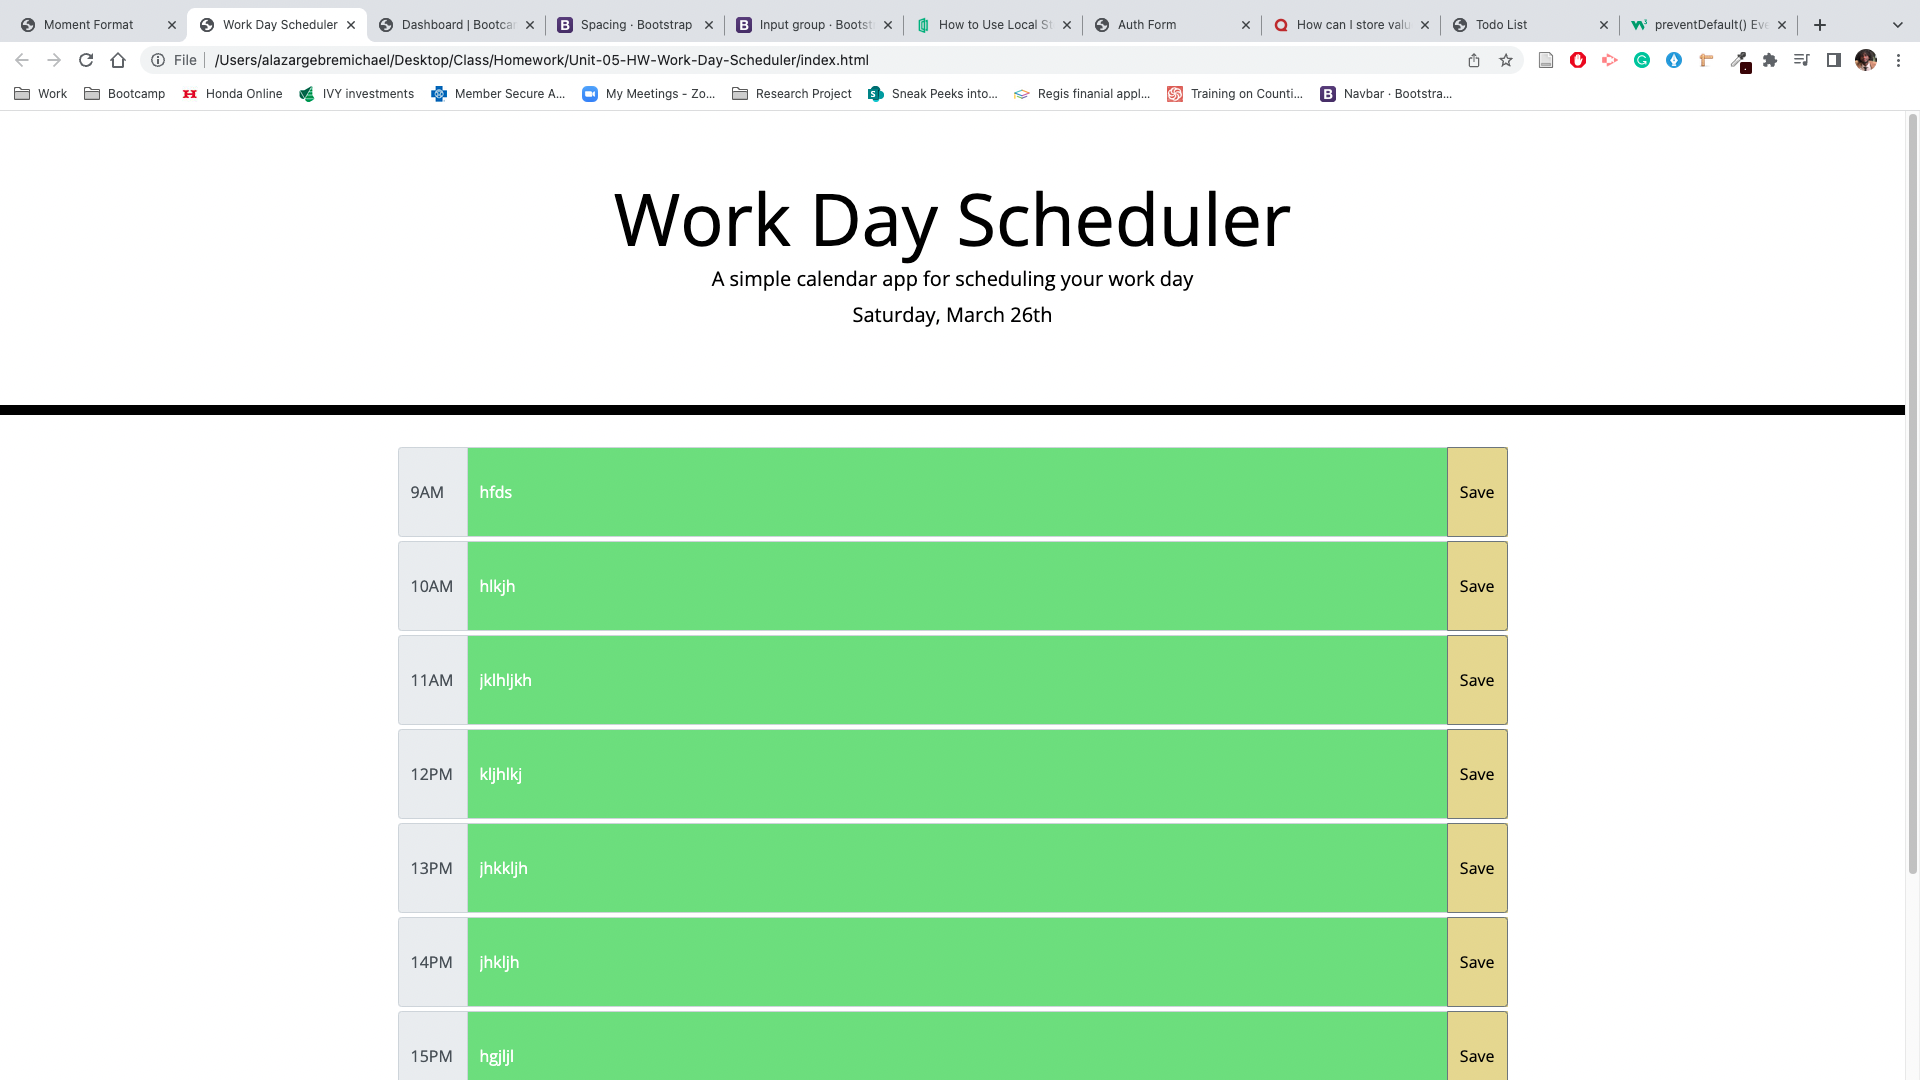 Moment Format
Work Day Scheduler
Dashboard | Bootca
Spacing · Bootstrap
Input group · Bootst
How to Use Local St
Auth Form
How can I store valu
Todo List
preventDefault() Eve
File
/Users/alazargebremichael/Desktop/Class/Homework/Unit-05-HW-Work-Day-Scheduler/index.html
Work
Bootcamp
Honda Online
IVY investments
Member Secure A...
My Meetings - Zo...
Research Project
Sneak Peeks into...
Regis finanial appl...
Training on Counti...
Navbar · Bootstra...
Work Day Scheduler
A simple calendar app for scheduling your work day
Saturday, March 26th
9AM hfds Save
10AM hlkjh Save
11AM jklhljkh Save
12PM kljhlkj Save
13PM jhkkljh Save
14PM jhkljh Save
15PM hgjljl Save